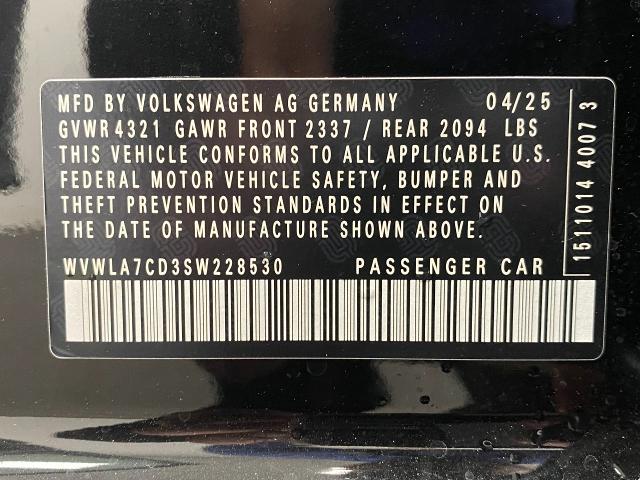 MFD BY VOLKSWAGEN AG GERMANY 04/25
GVWR 4321 GAWR FRONT 2337 / REAR 2094 LBS
THIS VEHICLE CONFORMS TO ALL APPLICABLE U.S.
FEDERAL MOTOR VEHICLE SAFETY, BUMPER AND
THEFT PREVENTION STANDARDS IN EFFECT ON
THE DATE OF MANUFACTURE SHOWN ABOVE.
WVWLA7CD3SW228530 PASSENGER CAR
1511014 4007 3